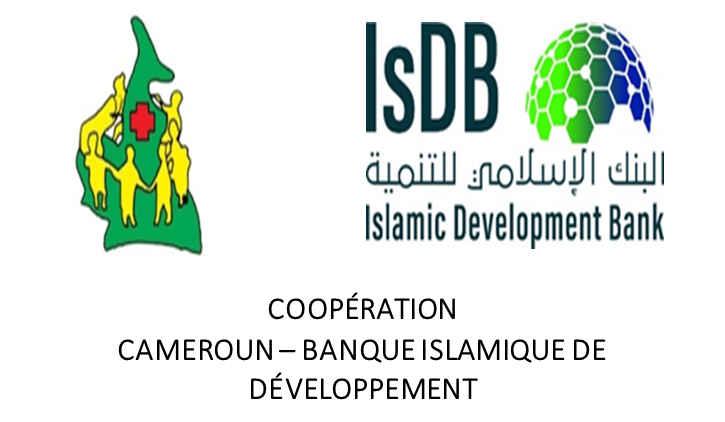 IsDB
البنك الإسلامي للتنمية
Islamic Development Bank
COOPÉRATION
CAMEROUN – BANQUE ISLAMIQUE DE
DÉVELOPPEMENT